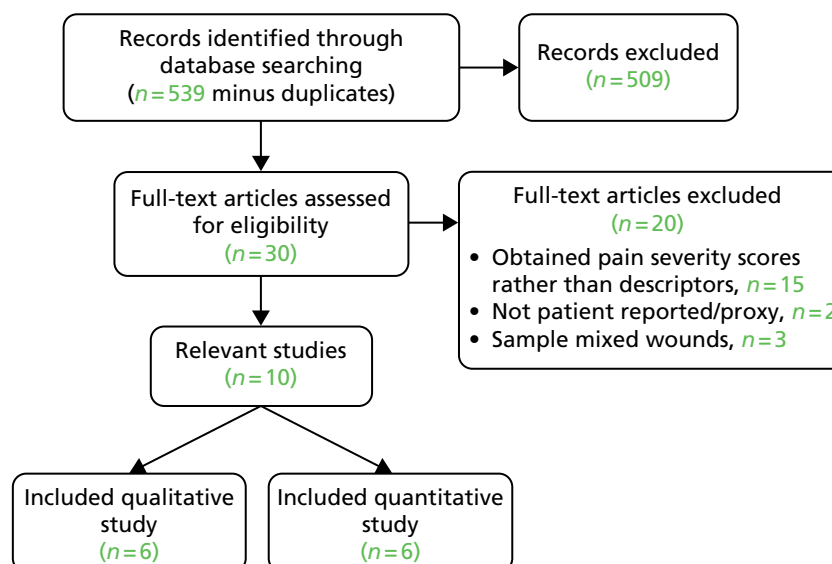 Records identified through
database searching
(n=539 minus duplicates)
Records excluded
(n=509)
Full-text articles assessed
for eligibility
(n=30)
Full-text articles excluded
(n=20)
• Obtained pain severity scores
rather than descriptors, n=15
• Not patient reported/proxy, n=2
• Sample mixed wounds, n=3
Relevant studies
(n=10)
Included qualitative
study
(n=6)
Included quantitative
study
(n=6)